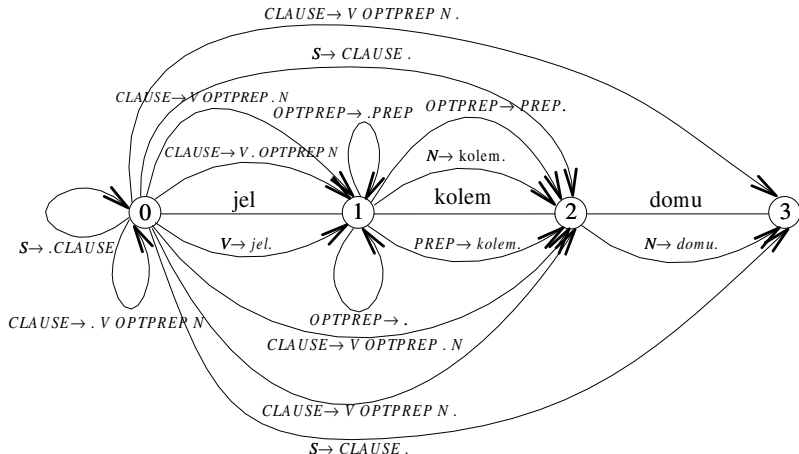 CLAUSE→ V OPTPREP N .
S→ CLAUSE .
CLAUSE→ V OPTPREP . N
OPTPREP→ .PREP
OPTPREP→ PREP.
CLAUSE→ V . OPTPREP N
N→ kolem.
jel
kolem
domu
0
1
2
3
S→ .CLAUSE
V→ jel.
PREP→ kolem.
N→ domu.
CLAUSE→ . V OPTPREP N
OPTPREP→ .
CLAUSE→ V OPTPREP . N
CLAUSE→ V OPTPREP N .
S→ CLAUSE .